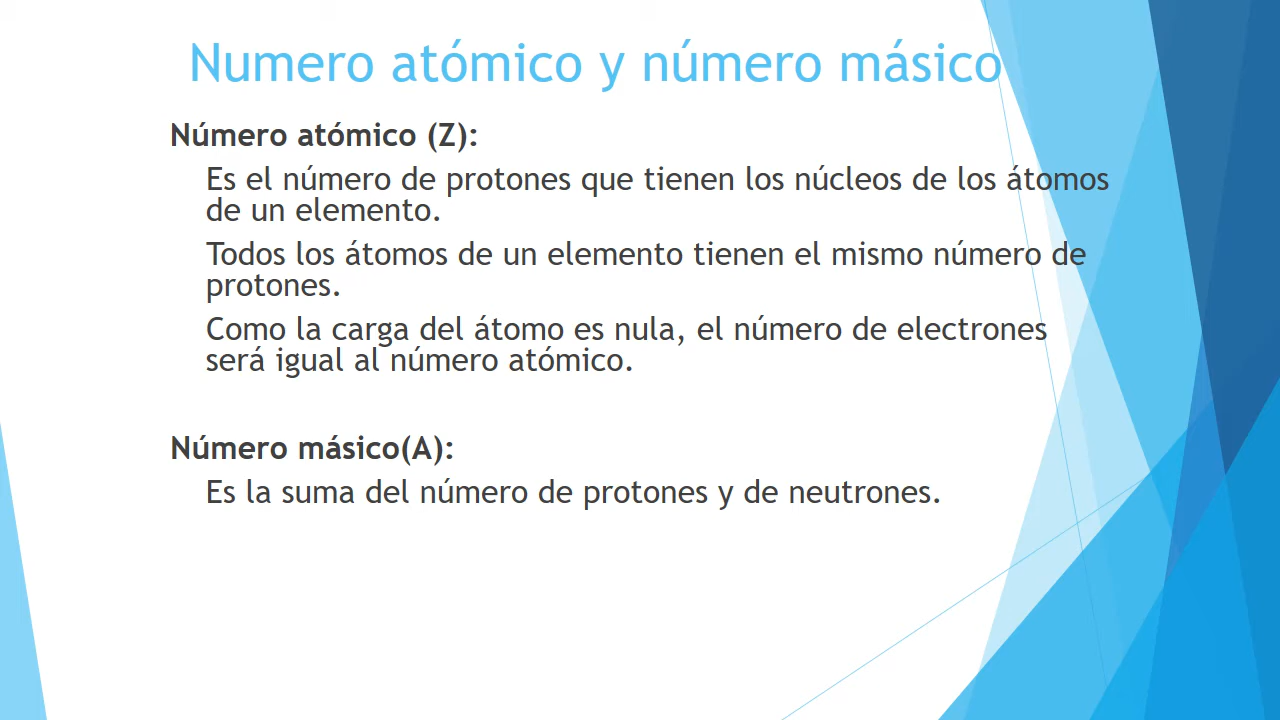 Numero atómico y número másico
Número atómico (Z):
Es el número de protones que tienen los núcleos de los átomos
de un elemento.
Todos los átomos de un elemento tienen el mismo número de
protones.
Como la carga del átomo es nula, el número de electrones
será igual al número atómico.
Número másico(A):
Es la suma del número de protones y de neutrones.